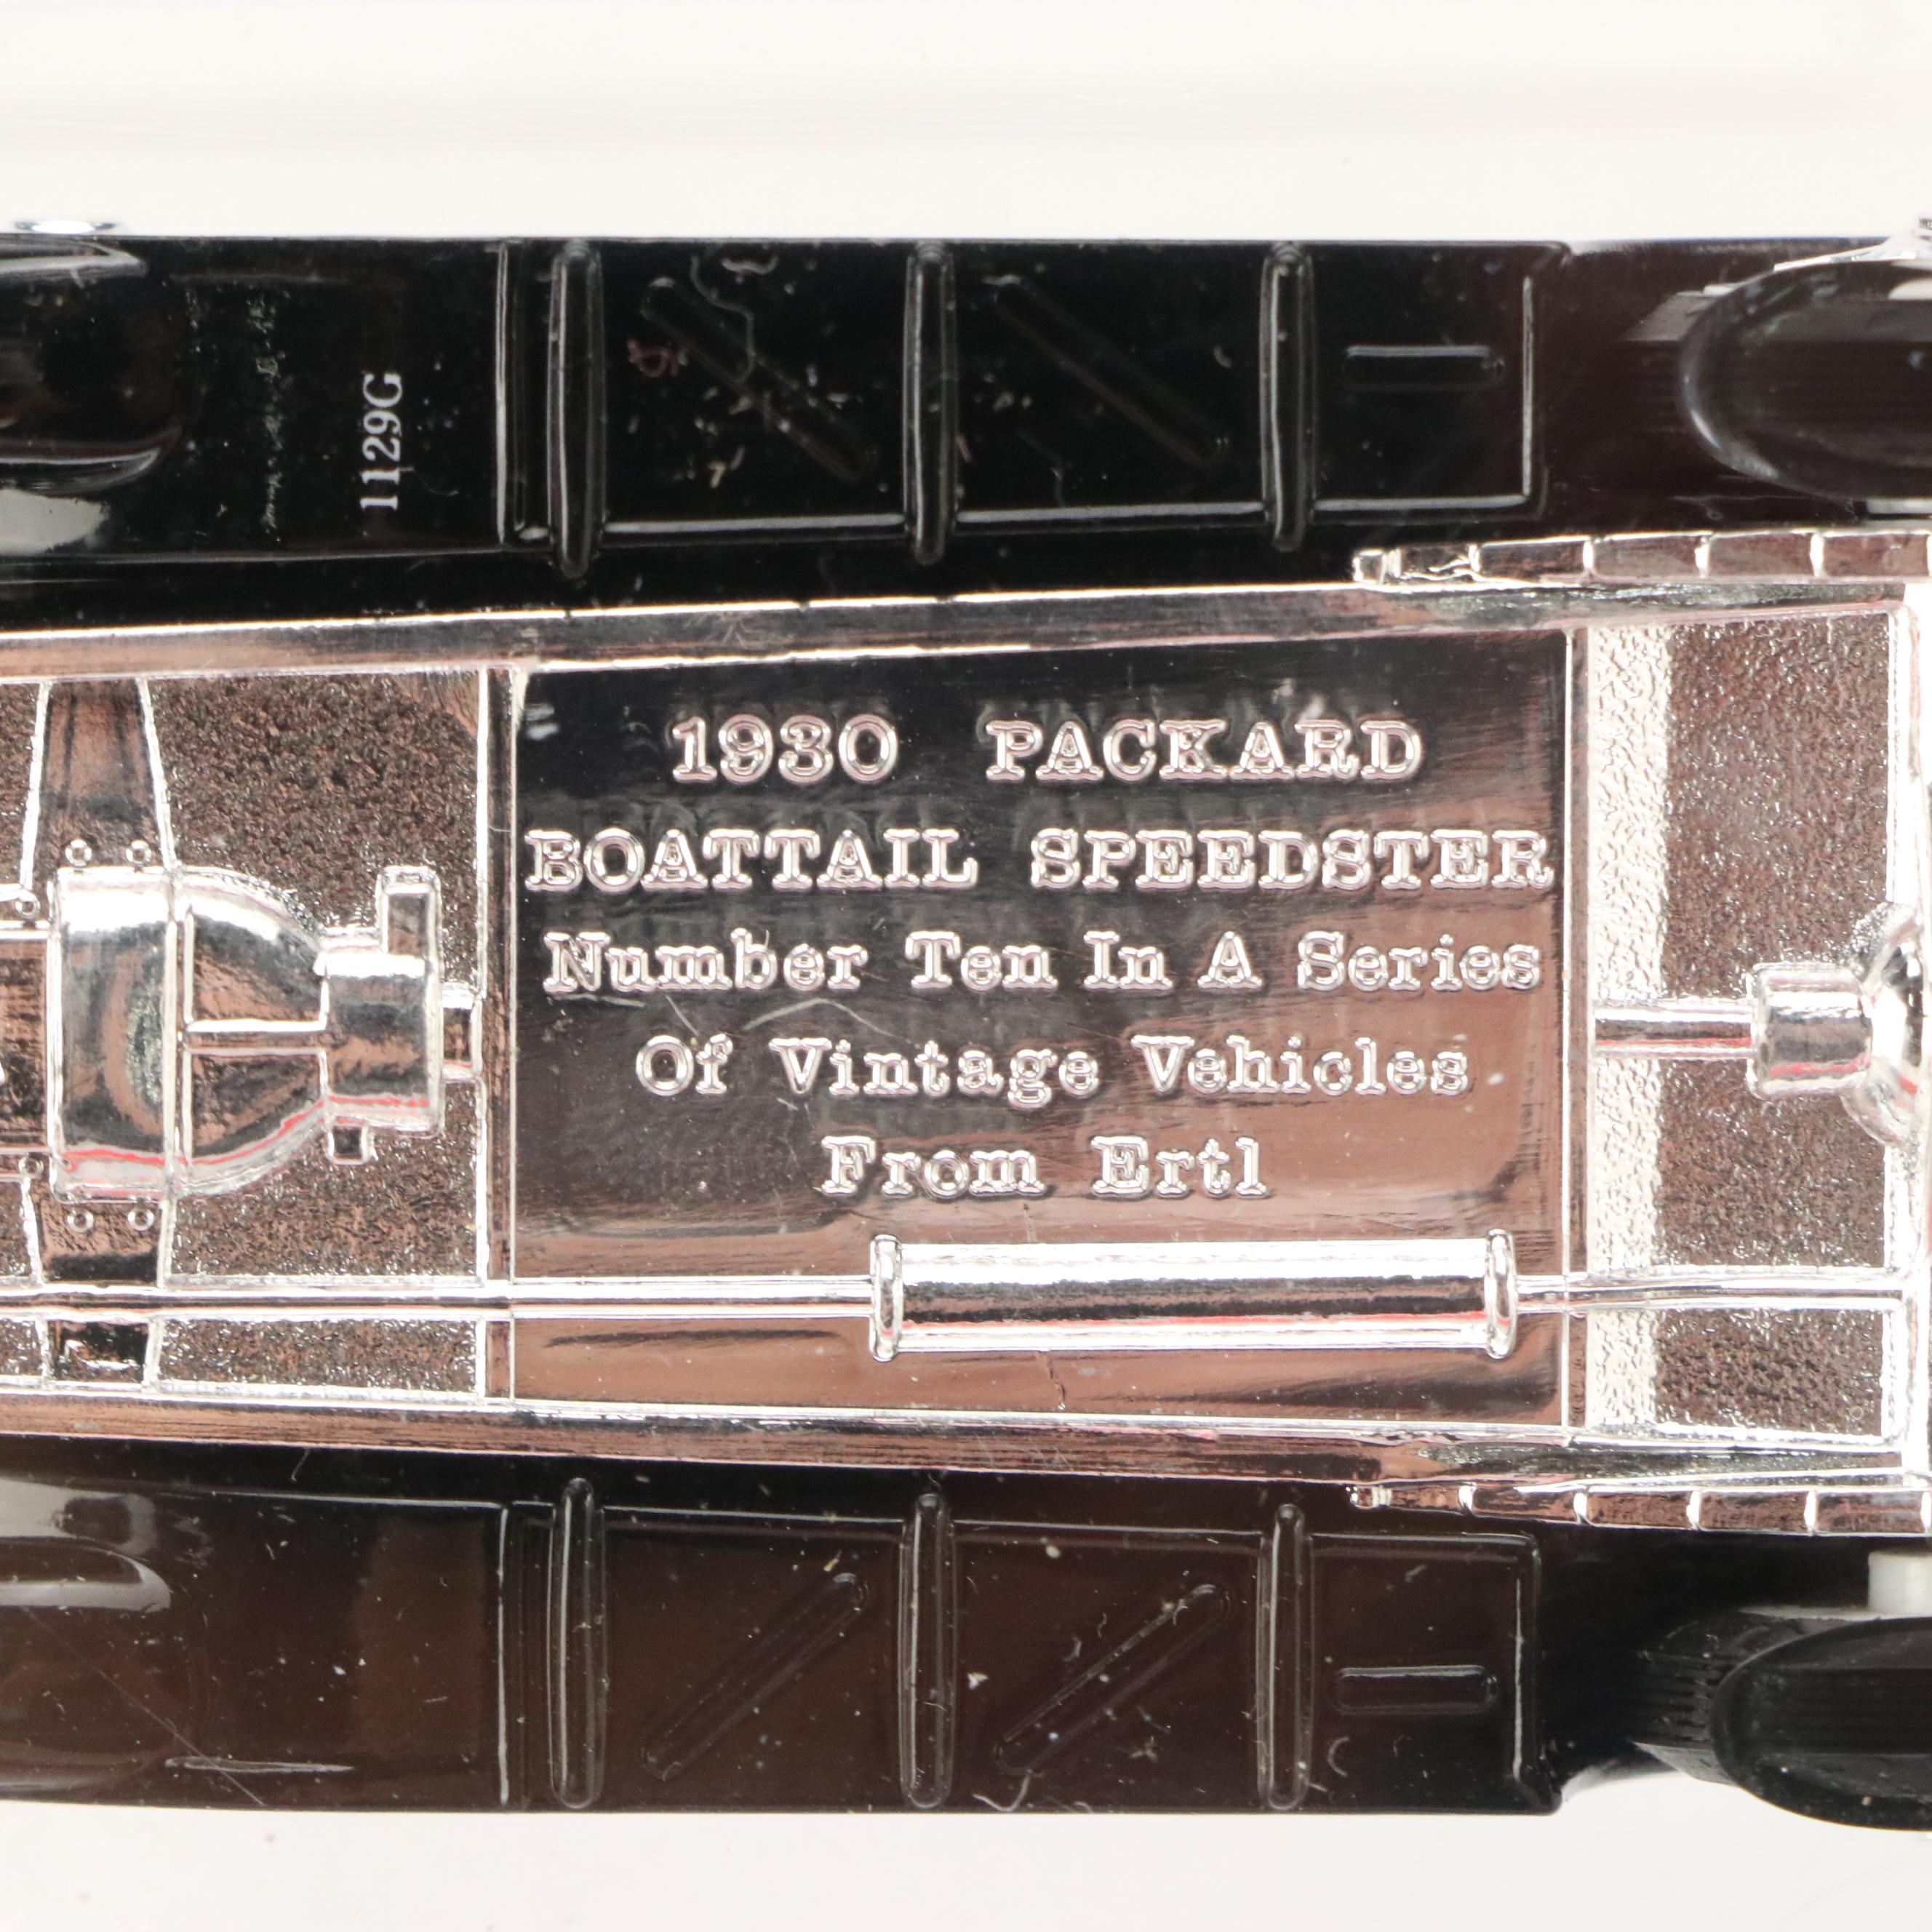 1129G
1930 PACKARD
BOATTAIL SPEEDSTER
Number Ten In A Series
Of Vintage Vehicles
From Ertl